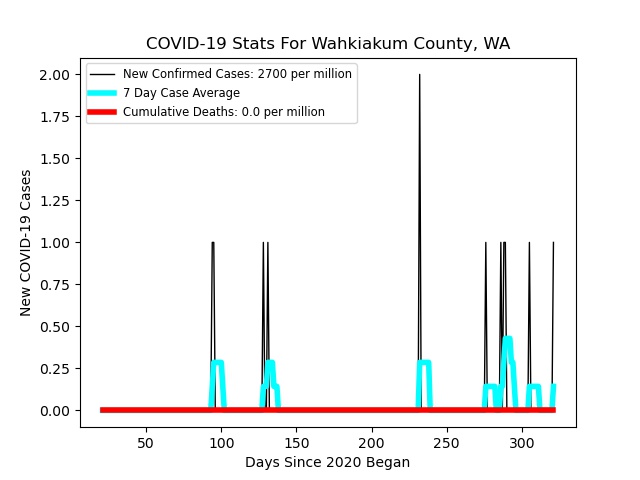 COVID-19 Stats For Wahkiakum County, WA
New Confirmed Cases: 2700 per million
7 Day Case Average
Cumulative Deaths: 0.0 per million
2.00
1.75
1.50
1.25
1.00
0.75
0.50
0.25
0.00
New COVID-19 Cases
50 100 150 200 250 300
Days Since 2020 Began